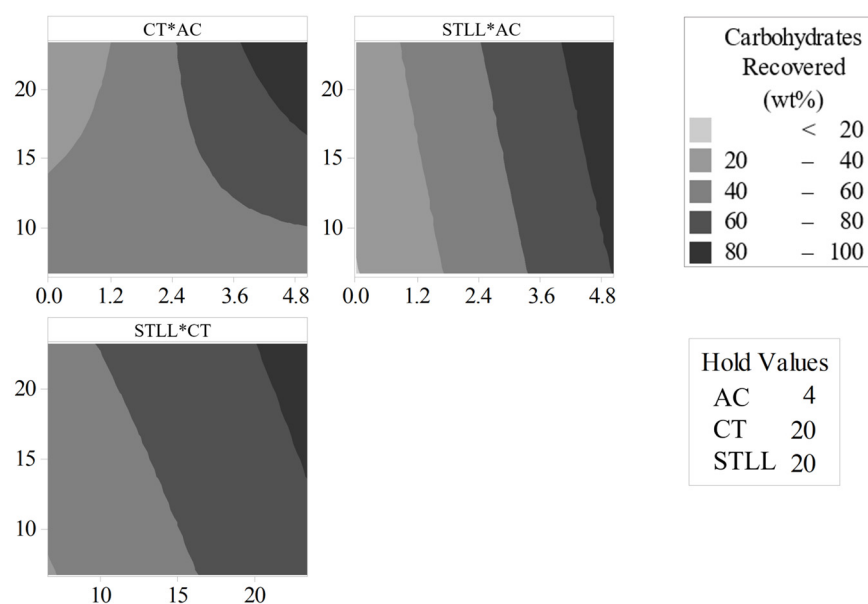 CT*AC
20
15
10
0.0 1.2 2.4 3.6 4.8
STLL*AC
20
15
10
0.0 1.2 2.4 3.6 4.8
STLL*CT
20
15
10
10 15 20
Carbohydrates
Recovered
(wt%)
< 20
20 – 40
40 – 60
60 – 80
80 – 100
Hold Values
AC 4
CT 20
STLL 20